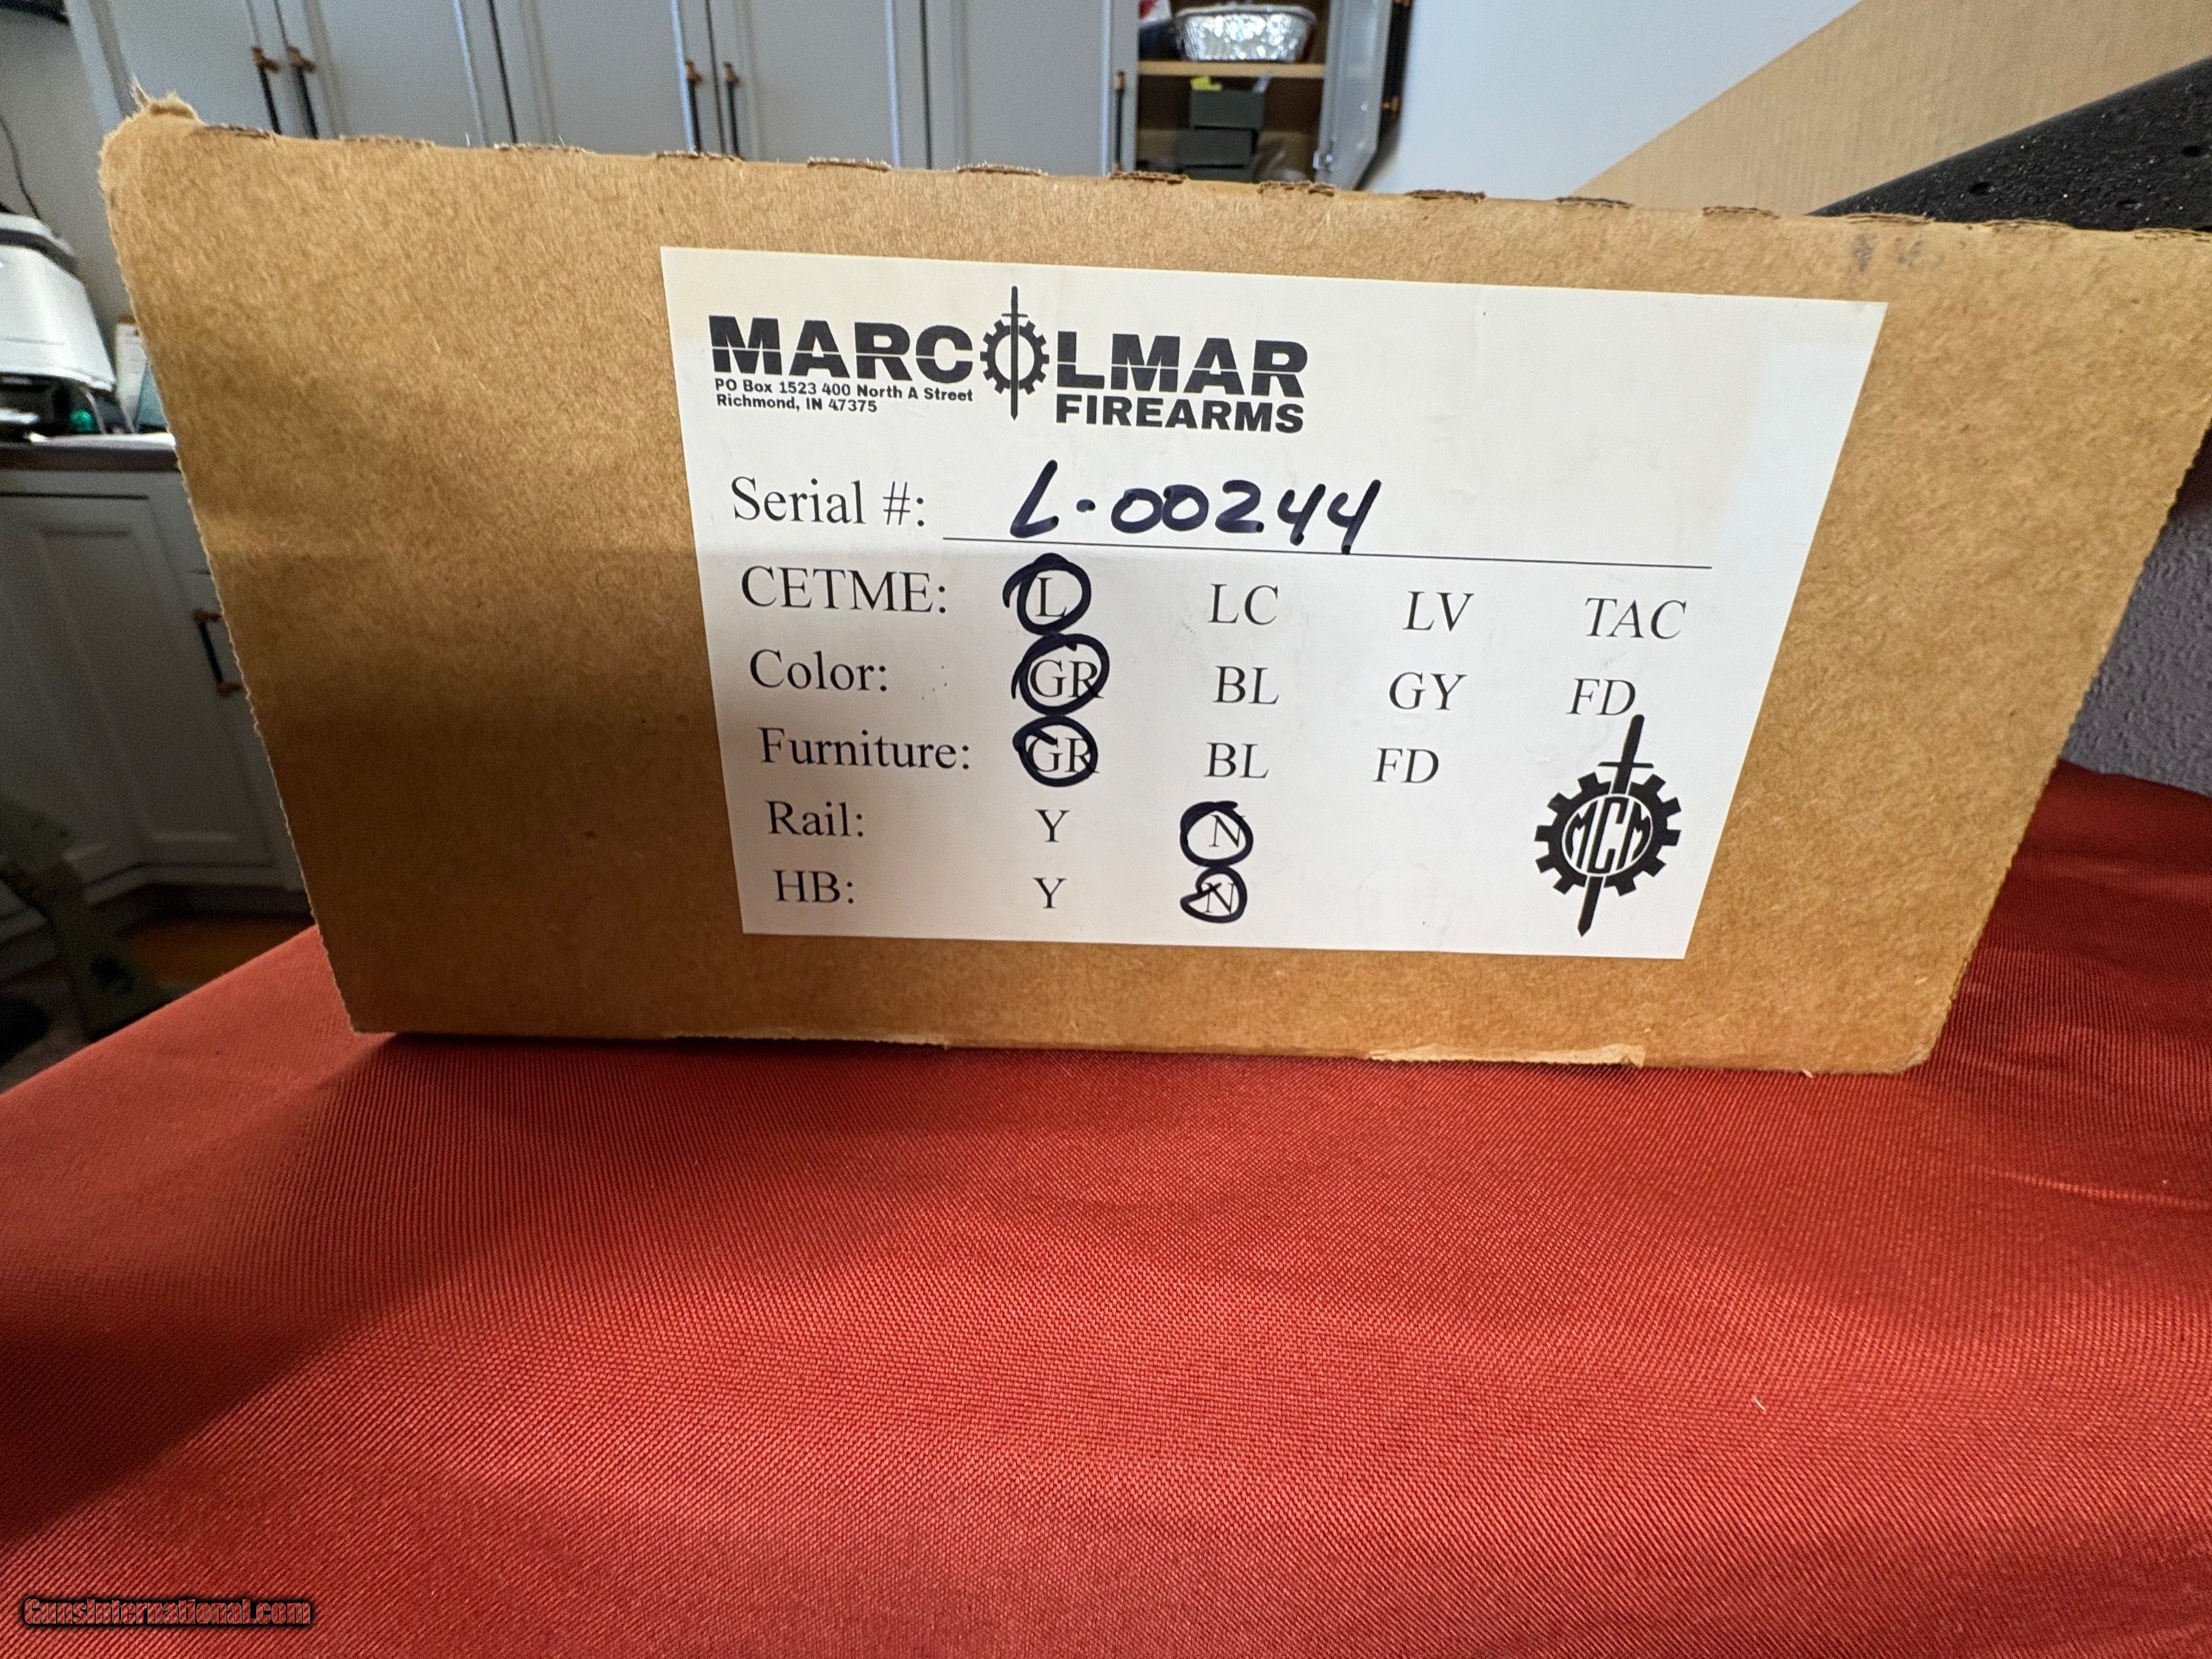 MARCOLMAR
PO Box 1523 400 North A Street
Richmond, IN 47375
FIREARMS
Serial #: L-00244
CETME: L LC LV TAC
Color: GR BL GY FD
Furniture: GR BL FD
Rail: Y N
HB: Y N
MCM
GunsInternational.com